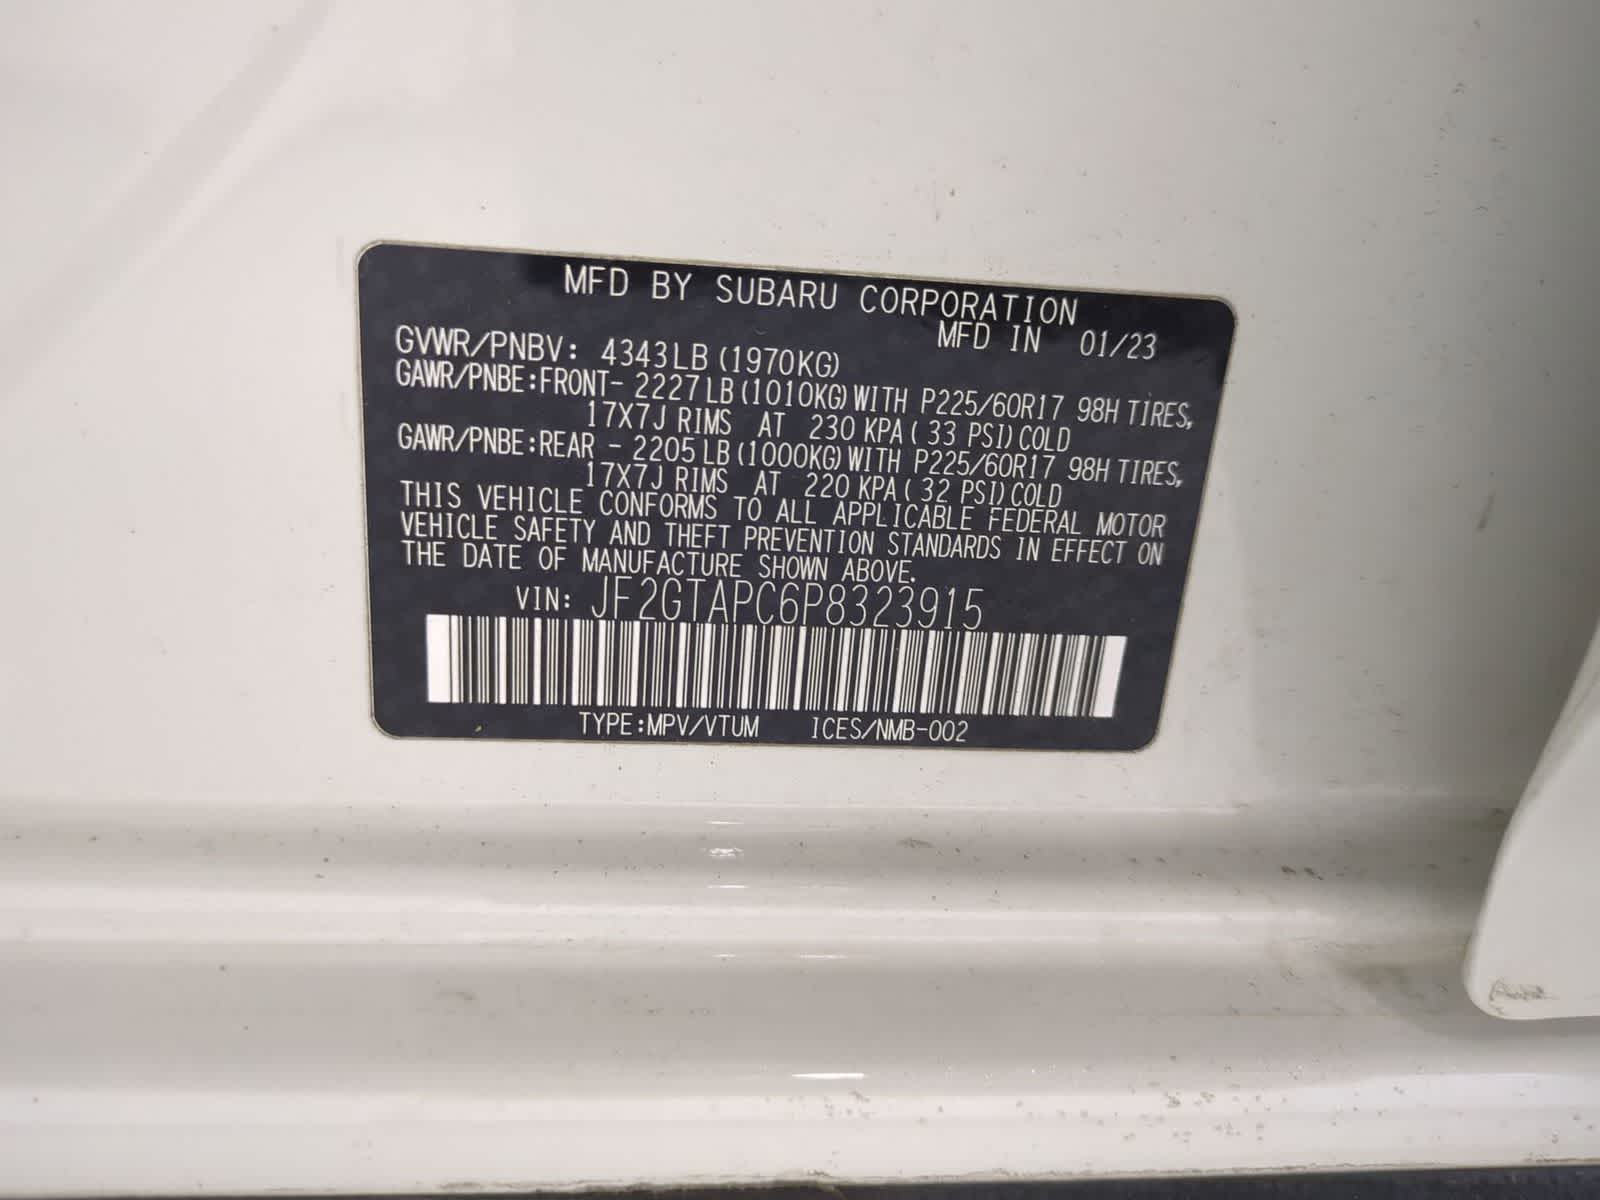 MFD BY SUBARU CORPORATION
MFD IN 01/23
GVWR/PNBV: 4343LB (1970KG)
GAWR/PNBE:FRONT- 2227LB(1010KG)WITH P225/60R17 98H TIRES,
17X7J RIMS AT 230 KPA( 33 PSI)COLD
GAWR/PNBE:REAR - 2205LB(1000KG)WITH P225/60R17 98H TIRES,
17X7J RIMS AT 220 KPA( 32 PSI)COLD
THIS VEHICLE CONFORMS TO ALL APPLICABLE FEDERAL MOTOR
VEHICLE SAFETY AND THEFT PREVENTION STANDARDS IN EFFECT ON
THE DATE OF MANUFACTURE SHOWN ABOVE.
VIN: JF2GTAPC6P8323915
TYPE:MPV/VTUM ICES/NMB-002